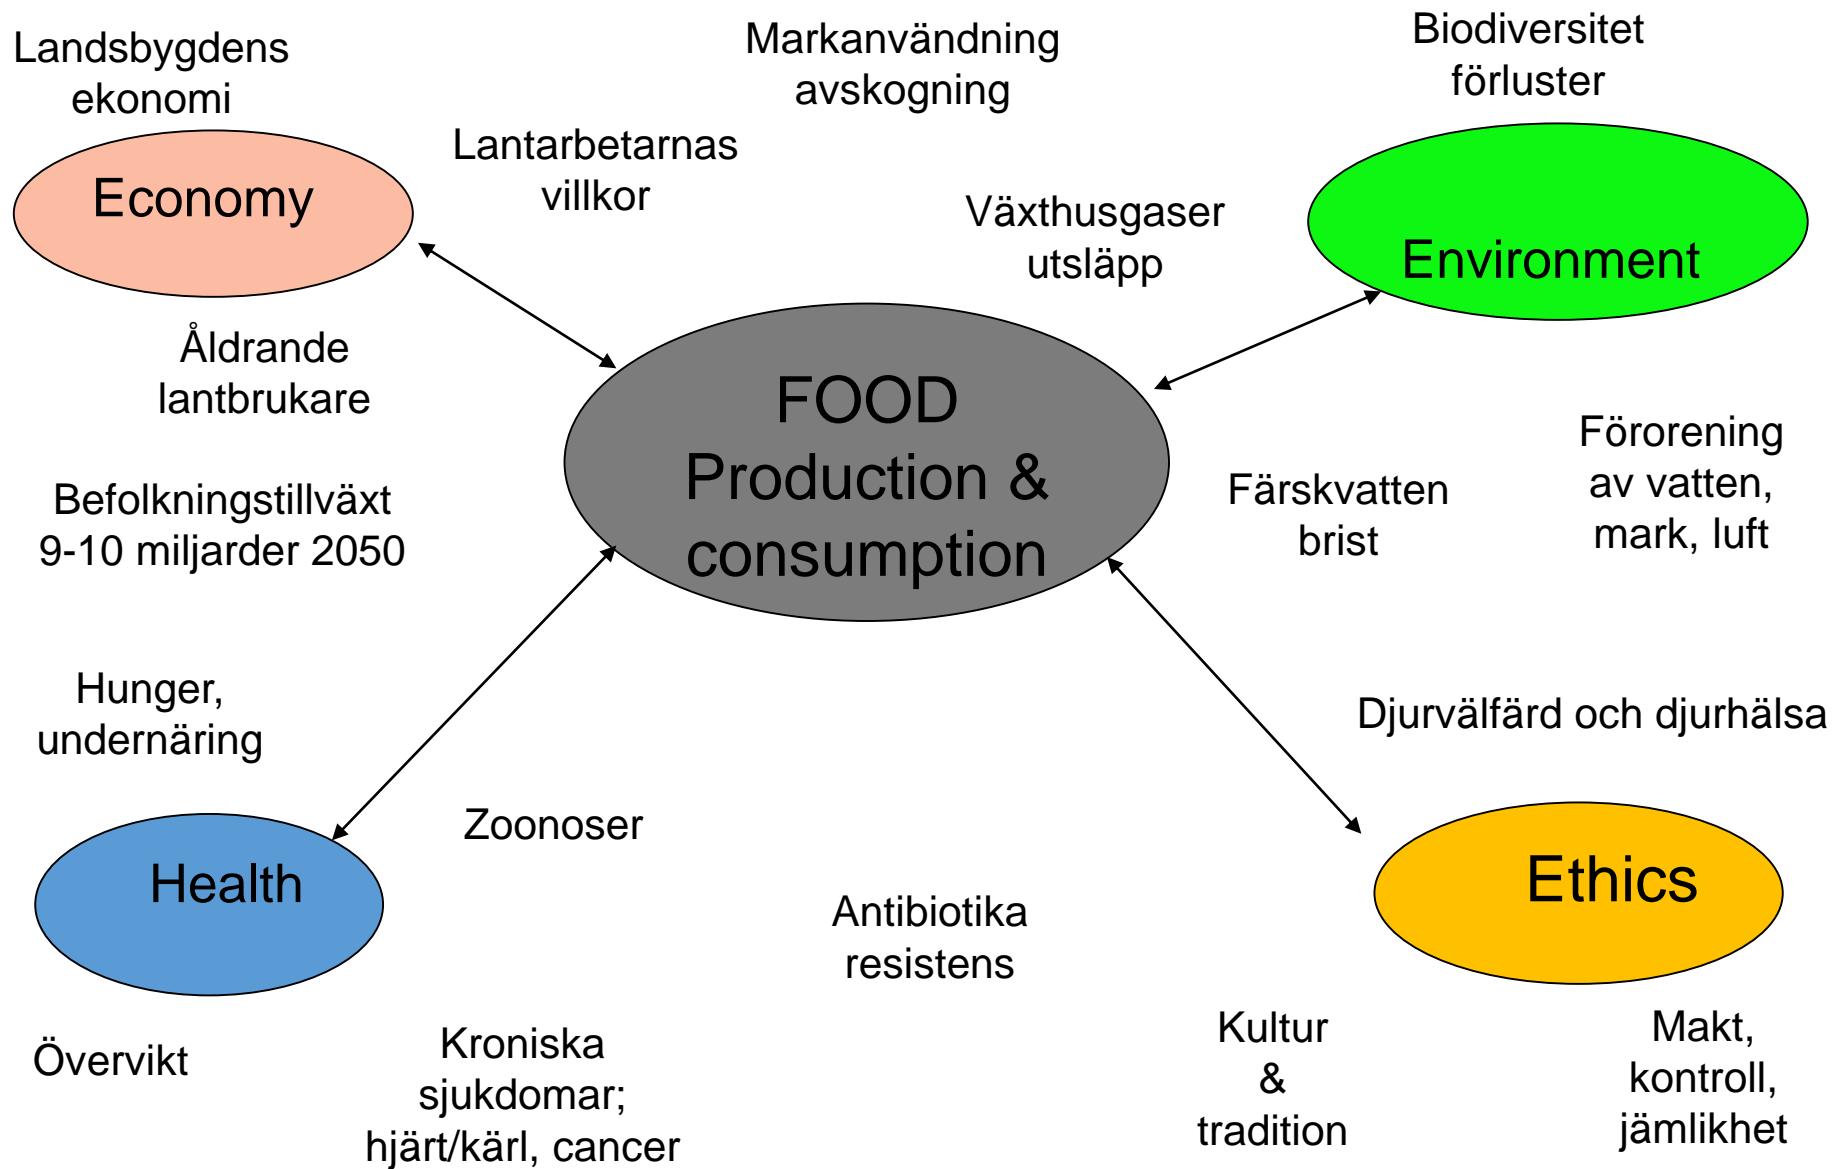 Landsbygdens
ekonomi
Markanvändning
avskogning
Biodiversitet
förluster
Economy
Lantarbetarnas
villkor
Växthusgaser
utsläpp
Environment
Åldrande
lantbrukare
FOOD
Production &
consumption
Befolkningstillväxt
9-10 miljarder 2050
Färskvatten
brist
Förorening
av vatten,
mark, luft
Hunger,
undernäring
Djurvälfärd och djurhälsa
Zoonoser
Health
Antibiotika
resistens
Ethics
Övervikt
Kroniska
sjukdomar;
hjärt/kärl, cancer
Kultur
&
tradition
Makt,
kontroll,
jämlikhet